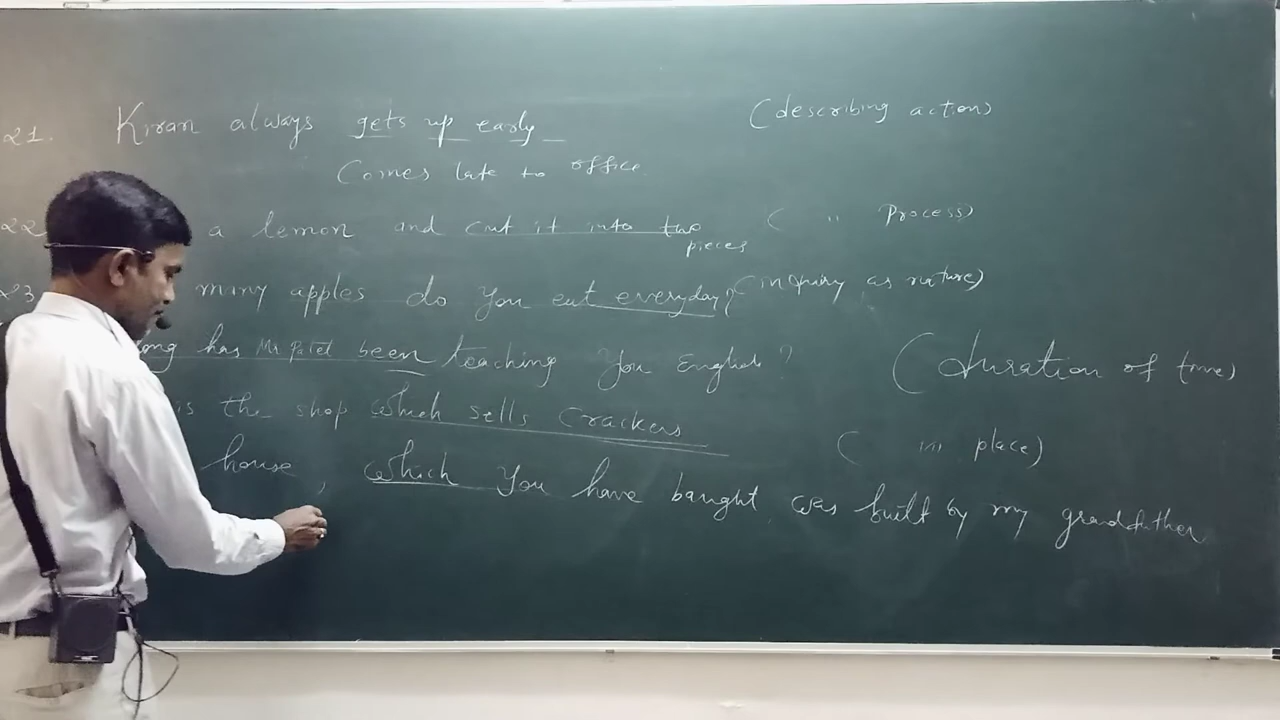 21. Kiran always gets up early (describing action)
Comes late to office.
22 a lemon and cut it into two ( " Process)
pieces
23 many apples do you eat everyday? (inquiry as nature)
ong has Mr. Patel been teaching you English? (duration of time)
is the shop which sells crackers ( " place)
house, which you have baught was built by my grandfather